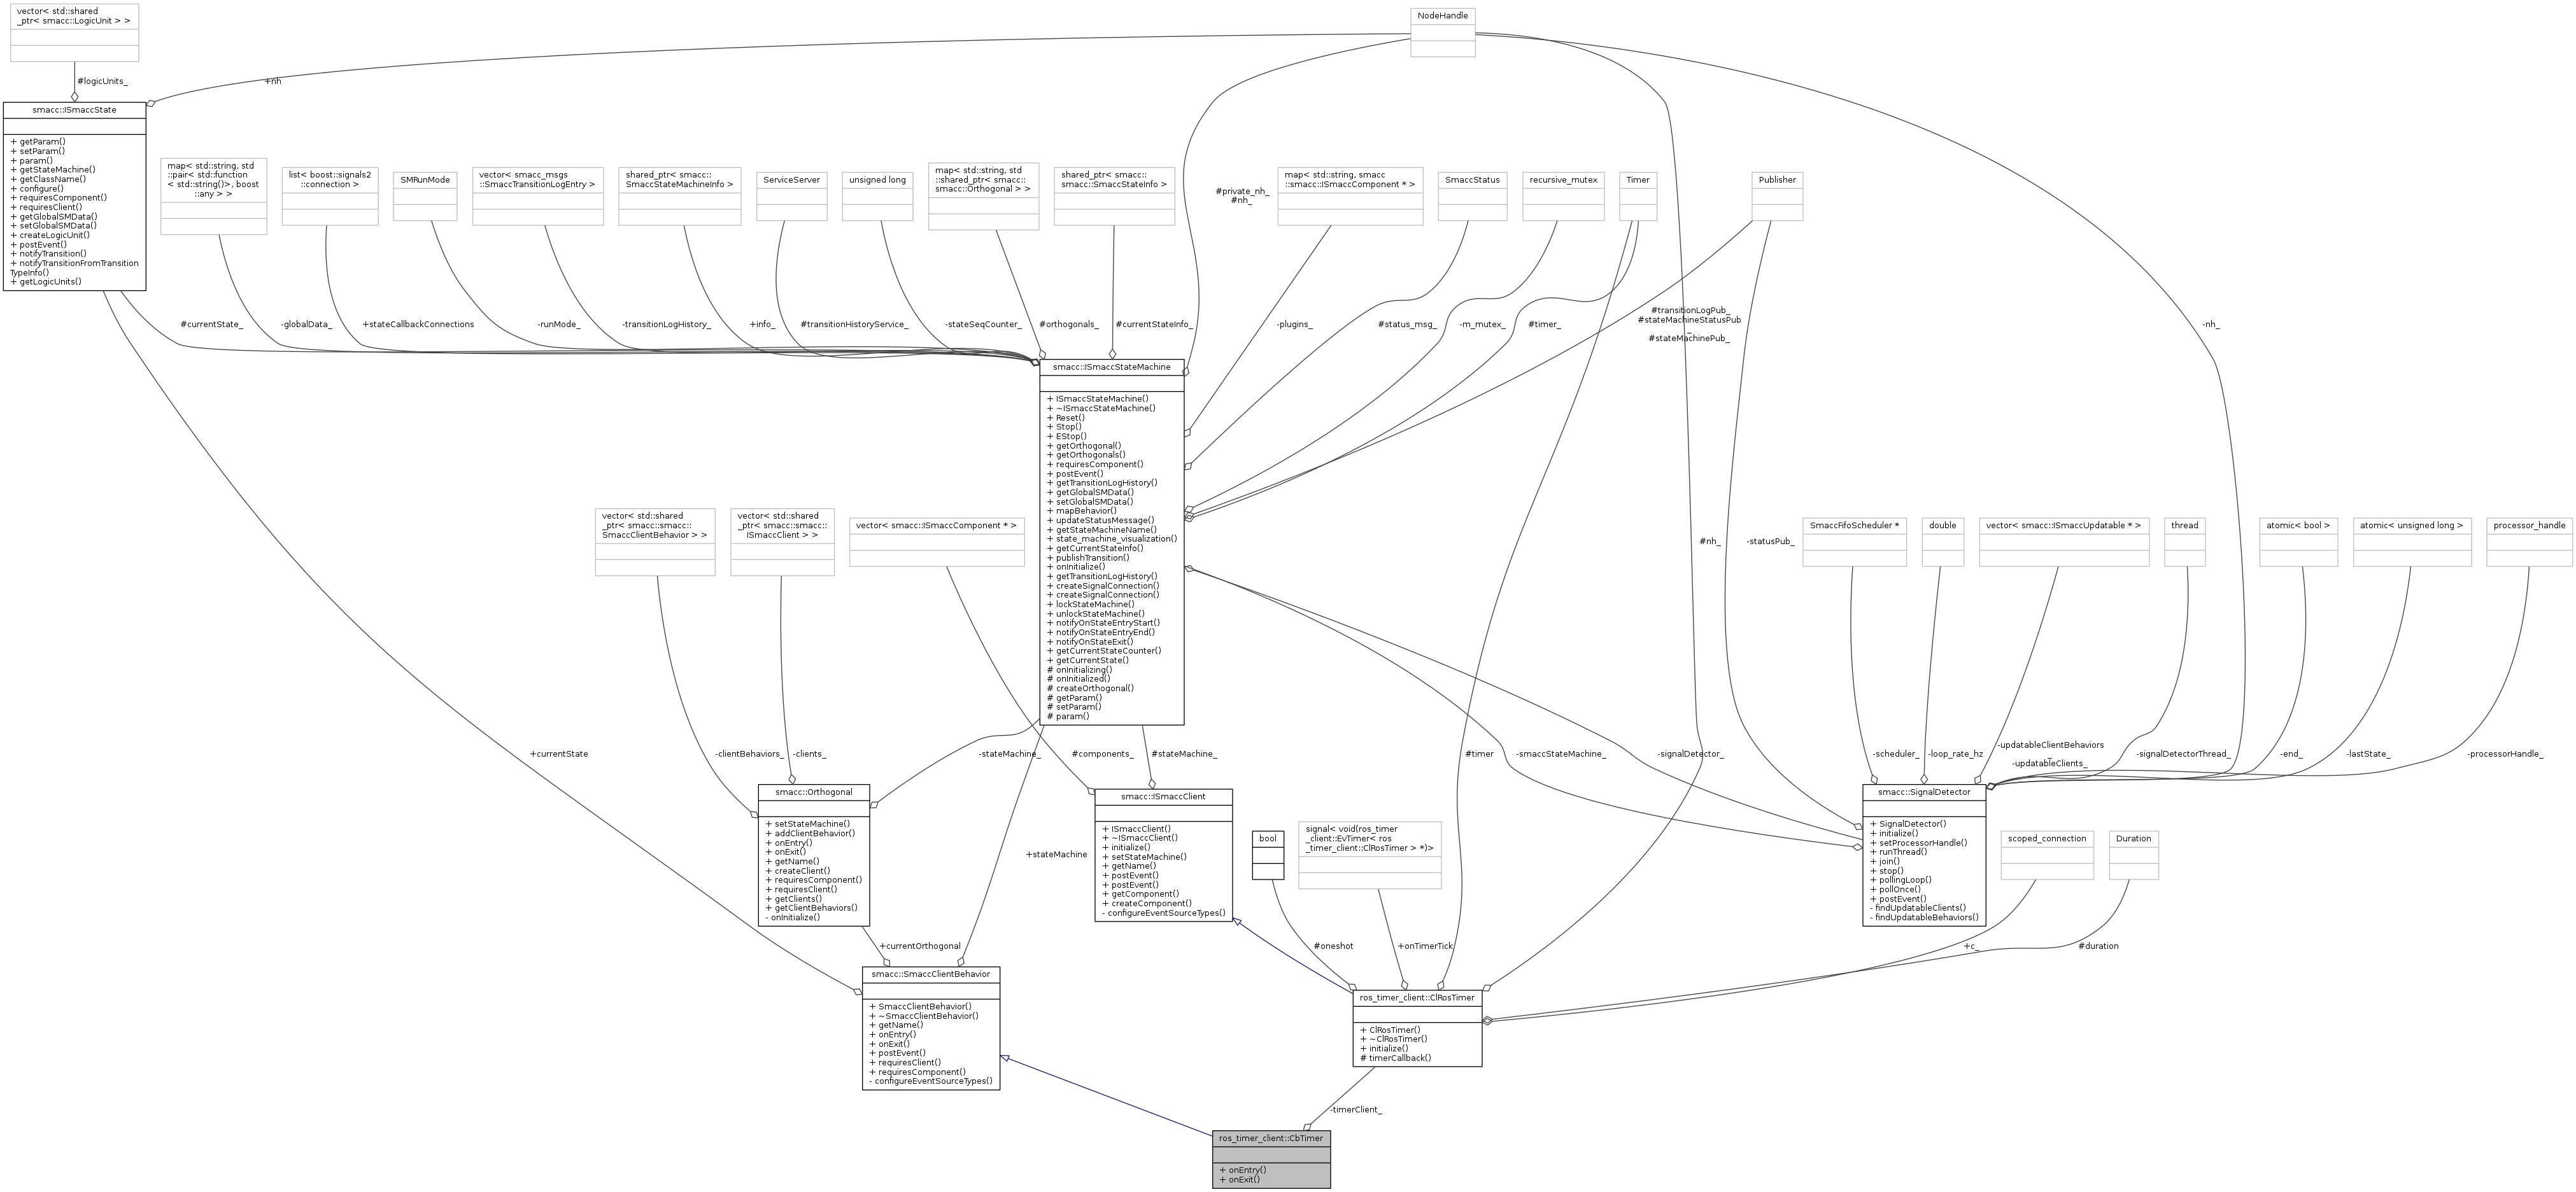 vector< std::shared
_ptr< smacc::LogicUnit > >
NodeHandle
#logicUnits_
+nh
smacc::ISmaccState
+ getParam()
+ setParam()
+ param()
+ getStateMachine()
+ getClassName()
+ configure()
+ requiresComponent()
+ requiresClient()
+ getGlobalSMData()
+ setGlobalSMData()
+ createLogicUnit()
+ postEvent()
+ notifyTransition()
+ notifyTransitionFromTransition
TypeInfo()
+ getLogicUnits()
map< std::string, std
::pair< std::function
< std::string()>, boost
::any > >
list< boost::signals2
::connection >
SMRunMode
vector< smacc_msgs
::SmaccTransitionLogEntry >
shared_ptr< smacc::
SmaccStateMachineInfo >
ServiceServer
unsigned long
map< std::string, std
::shared_ptr< smacc::
smacc::Orthogonal > >
shared_ptr< smacc::
smacc::SmaccStateInfo >
#private_nh_
#nh_
map< std::string, smacc
::smacc::ISmaccComponent * >
SmaccStatus
recursive_mutex
Timer
Publisher
#currentState_
-globalData_
+stateCallbackConnections
-runMode_
-transitionLogHistory_
+info_
#transitionHistoryService_
-stateSeqCounter_
#orthogonals_
#currentStateInfo_
-plugins_
#status_msg_
-m_mutex_
#timer_
#transitionLogPub_
#stateMachineStatusPub
_
#stateMachinePub_
-nh_
smacc::ISmaccStateMachine
+ ISmaccStateMachine()
+ ~ISmaccStateMachine()
+ Reset()
+ Stop()
+ EStop()
+ getOrthogonal()
+ getOrthogonals()
+ requiresComponent()
+ postEvent()
+ getTransitionLogHistory()
+ getGlobalSMData()
+ setGlobalSMData()
+ mapBehavior()
+ updateStatusMessage()
+ getStateMachineName()
+ state_machine_visualization()
+ getCurrentStateInfo()
+ publishTransition()
+ onInitialize()
+ getTransitionLogHistory()
+ createSignalConnection()
+ createSignalConnection()
+ lockStateMachine()
+ unlockStateMachine()
+ notifyOnStateEntryStart()
+ notifyOnStateEntryEnd()
+ notifyOnStateExit()
+ getCurrentStateCounter()
+ getCurrentState()
# onInitializing()
# onInitialized()
# createOrthogonal()
# getParam()
# setParam()
# param()
vector< std::shared
_ptr< smacc::smacc::
SmaccClientBehavior > >
vector< std::shared
_ptr< smacc::smacc::
ISmaccClient > >
vector< smacc::ISmaccComponent * >
#nh_
-statusPub_
SmaccFifoScheduler *
double
vector< smacc::ISmaccUpdatable * >
thread
atomic< bool >
atomic< unsigned long >
processor_handle
+currentState
-clientBehaviors_
-clients_
-stateMachine_
#components_
#stateMachine_
#timer
-smaccStateMachine_
-signalDetector_
-scheduler_
-loop_rate_hz
-updatableClientBehaviors
_
-updatableClients_
-signalDetectorThread_
-end_
-lastState_
-processorHandle_
smacc::Orthogonal
+ setStateMachine()
+ addClientBehavior()
+ onEntry()
+ onExit()
+ getName()
+ createClient()
+ requiresComponent()
+ requiresClient()
+ getClients()
+ getClientBehaviors()
- onInitialize()
+stateMachine
smacc::ISmaccClient
+ ISmaccClient()
+ ~ISmaccClient()
+ initialize()
+ setStateMachine()
+ getName()
+ postEvent()
+ postEvent()
+ getComponent()
+ createComponent()
- configureEventSourceTypes()
bool
signal< void(ros_timer
_client::EvTimer< ros
_timer_client::ClRosTimer > *)>
smacc::SignalDetector
+ SignalDetector()
+ initialize()
+ setProcessorHandle()
+ runThread()
+ join()
+ stop()
+ pollingLoop()
+ pollOnce()
+ postEvent()
- findUpdatableClients()
- findUpdatableBehaviors()
scoped_connection
Duration
+currentOrthogonal
#oneshot
+onTimerTick
+c_
#duration
smacc::SmaccClientBehavior
+ SmaccClientBehavior()
+ ~SmaccClientBehavior()
+ getName()
+ onEntry()
+ onExit()
+ postEvent()
+ requiresClient()
+ requiresComponent()
- configureEventSourceTypes()
ros_timer_client::ClRosTimer
+ ClRosTimer()
+ ~ClRosTimer()
+ initialize()
# timerCallback()
-timerClient_
ros_timer_client::CbTimer
+ onEntry()
+ onExit()